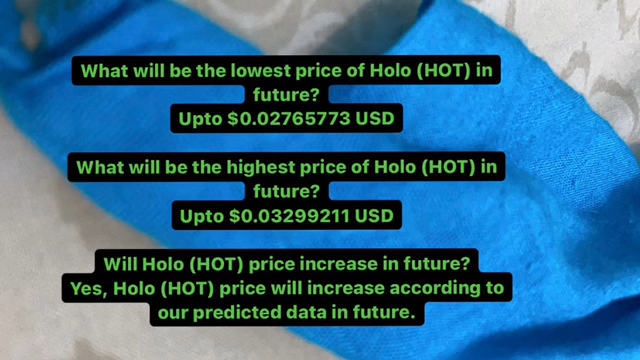 What will be the lowest price of Holo (HOT) in
future?
Upto $0.02765773 USD
What will be the highest price of Holo (HOT) in
future?
Upto $0.03299211 USD
Will Holo (HOT) price increase in future?
Yes, Holo (HOT) price will increase according to
our predicted data in future.